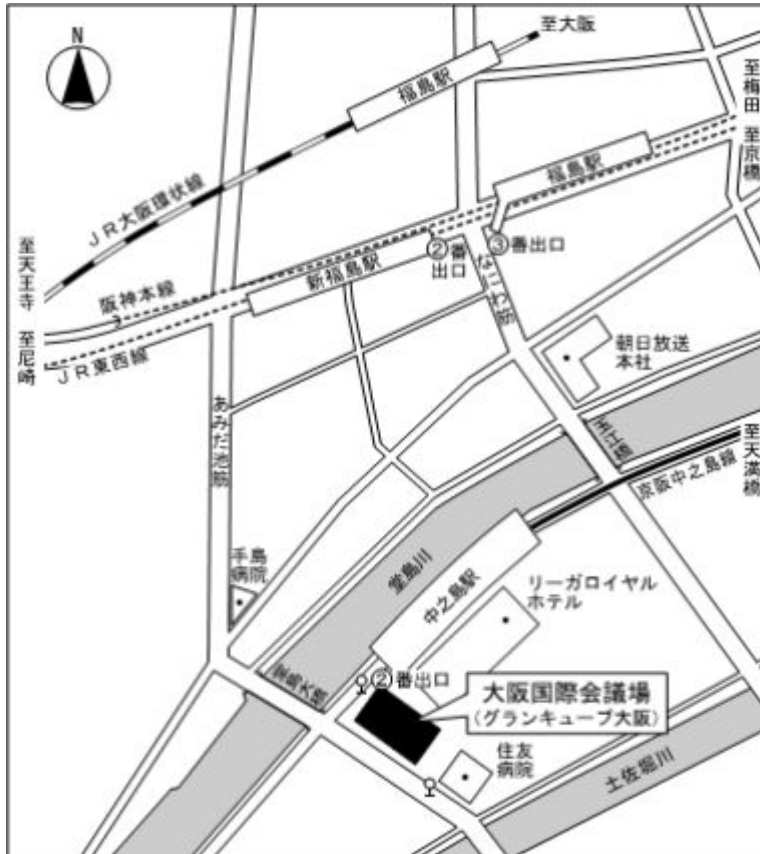 N
至大阪
福島駅
至梅田
至京橋
福島駅
JR大阪環状線
③番出口
②番
出口
なにわ筋
新福島駅
至天王寺
阪神本線
至尼崎
JR東西線
朝日放送
本社
あみだ池筋
玉江橋
至天満橋
京阪中之島線
千島
病院
堂島川
中之島駅
リーガロイヤル
ホテル
堂島大橋
②番出口
大阪国際会議場
(グランキューブ大阪)
住友
病院
土佐堀川